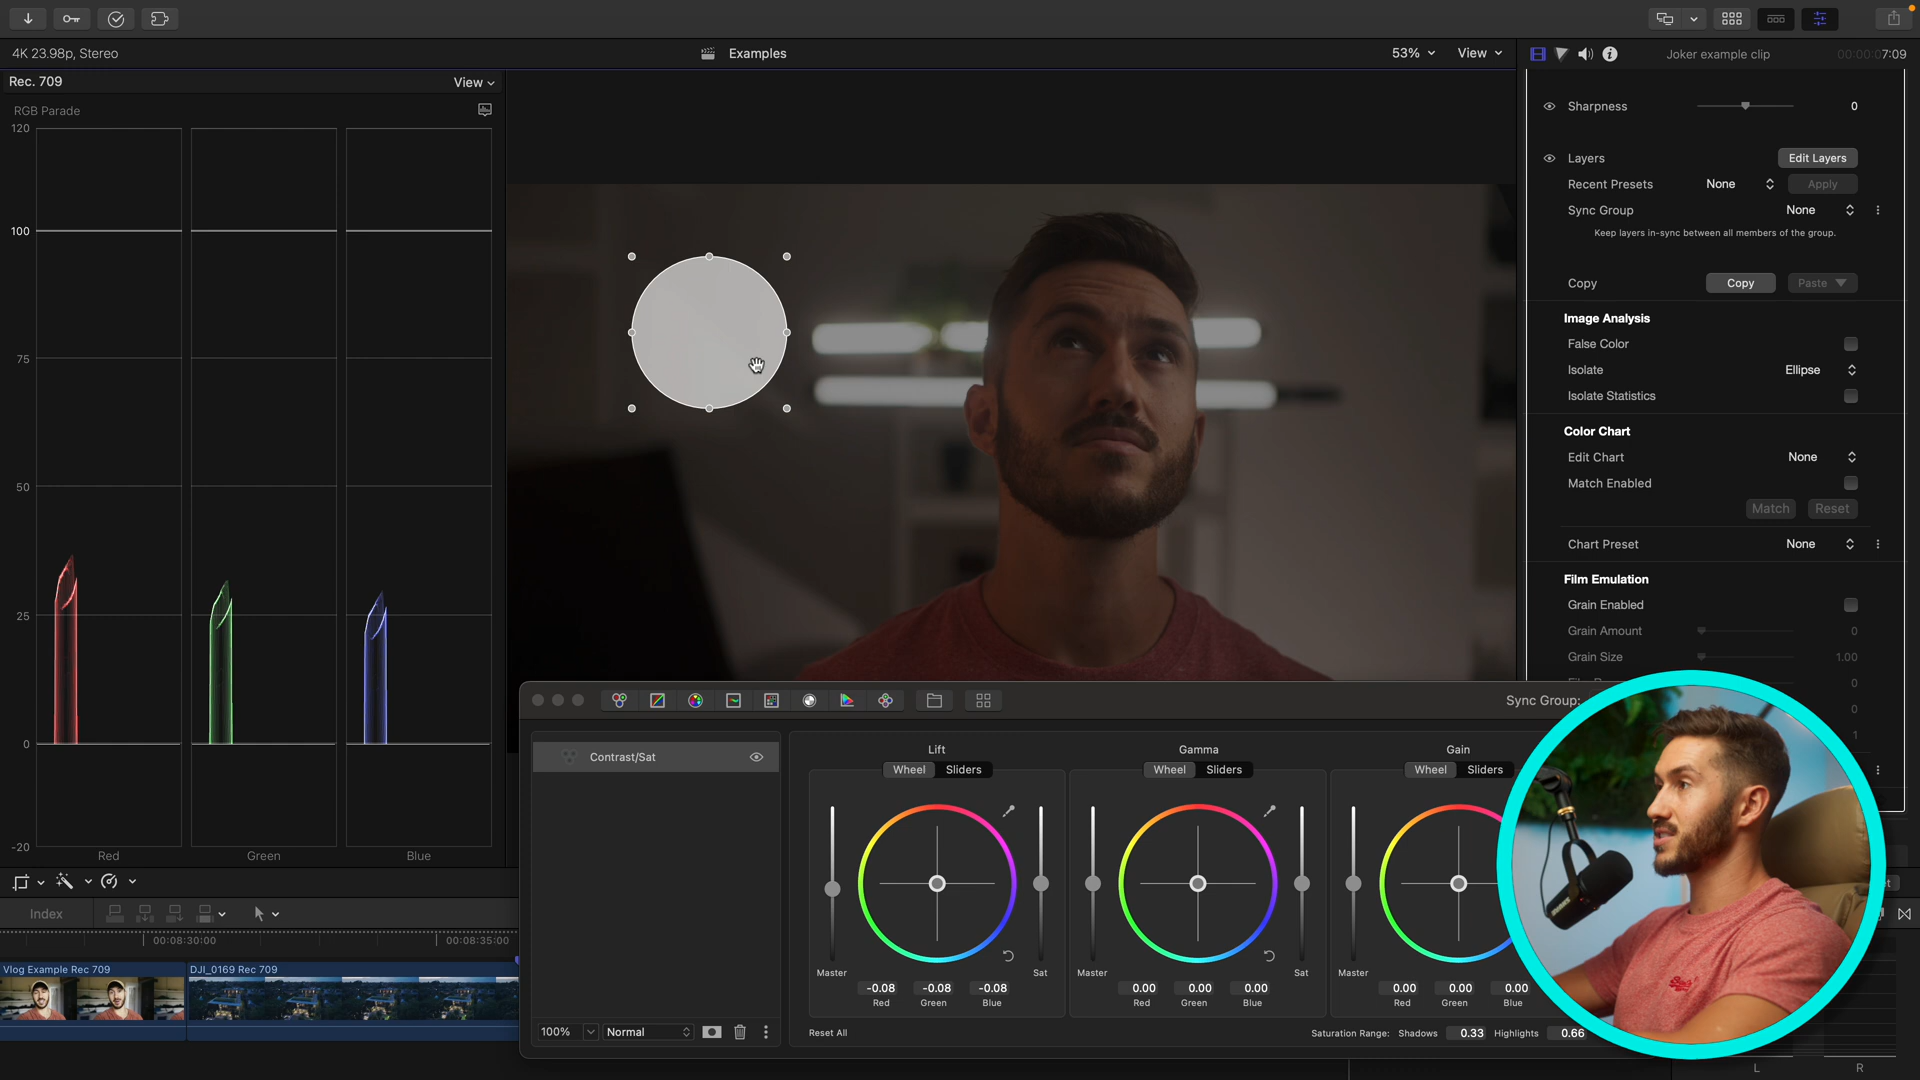 4K 23.98p, Stereo
Examples
53%
View
Joker example clip
00:00:07:09
Rec. 709
View
RGB Parade
120
100
75
50
25
0
-20
Red
Green
Blue
Sharpness
0
Layers
Edit Layers
Recent Presets
None
Apply
Sync Group
None
Keep layers in-sync between all members of the group.
Copy
Copy
Paste
Image Analysis
False Color
Isolate
Ellipse
Isolate Statistics
Color Chart
Edit Chart
None
Match Enabled
Match
Reset
Chart Preset
None
Film Emulation
Grain Enabled
Grain Amount
0
Grain Size
1.00
0
0
1
Sync Group:
Contrast/Sat
100%
Normal
Lift
Wheel
Sliders
Master
Sat
-0.08
-0.08
-0.08
Red
Green
Blue
Reset All
Gamma
Wheel
Sliders
Master
Sat
0.00
0.00
0.00
Red
Green
Blue
Gain
Wheel
Sliders
Master
0.00
0.00
0.00
Red
Green
Blue
Saturation Range:
Shadows
0.33
Highlights
0.66
Index
00:08:30:00
00:08:35:00
Vlog Example Rec 709
DJI_0169 Rec 709
L
R